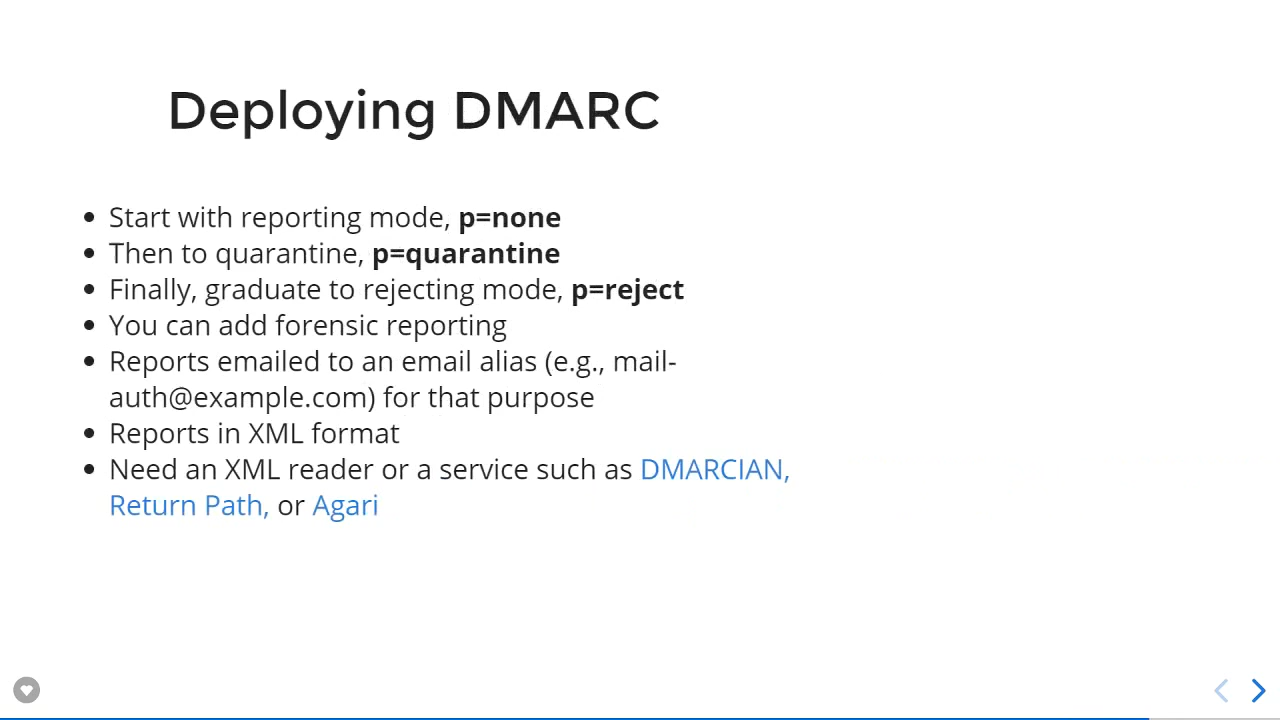 Deploying DMARC
• Start with reporting mode, p=none
• Then to quarantine, p=quarantine
• Finally, graduate to rejecting mode, p=reject
• You can add forensic reporting
• Reports emailed to an email alias (e.g., mail-
auth@example.com) for that purpose
• Reports in XML format
• Need an XML reader or a service such as DMARCIAN,
Return Path, or Agari